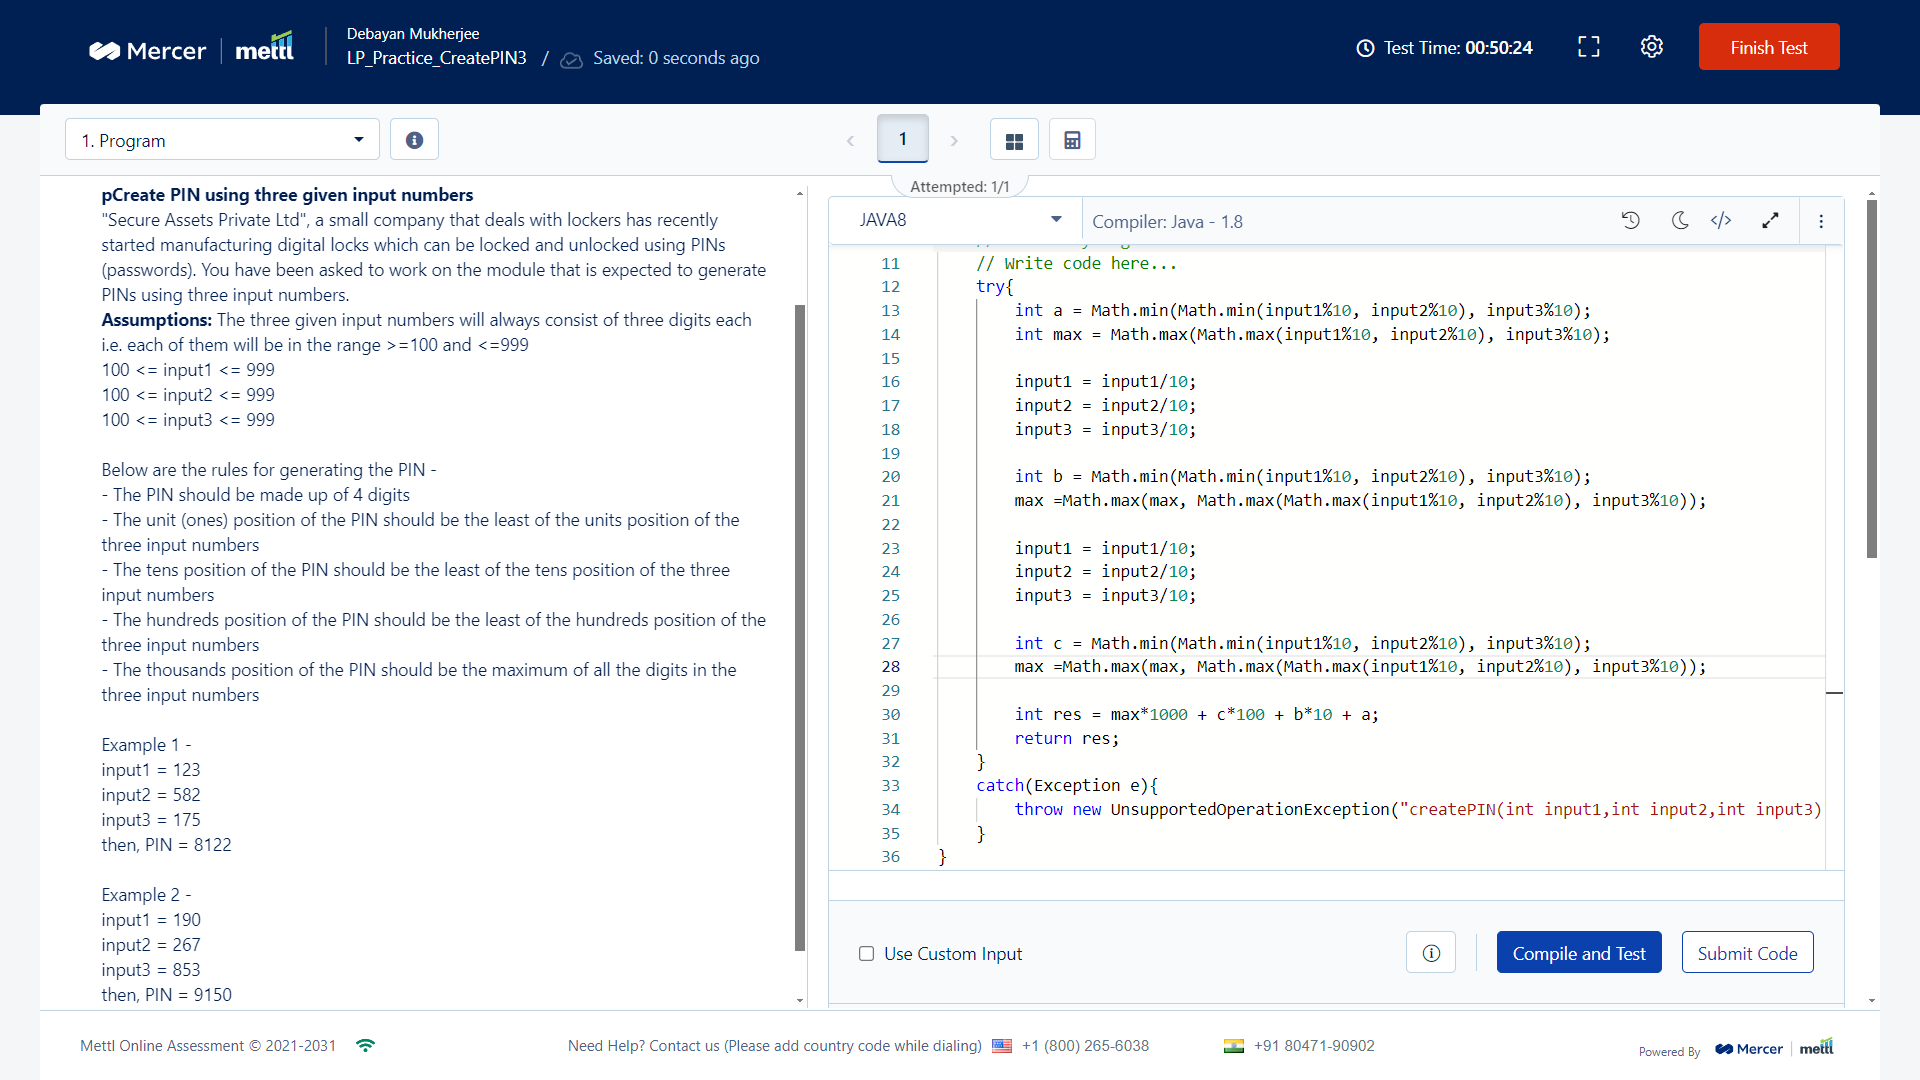 Mercer mettl
Debayan Mukherjee
LP_Practice_CreatePIN3 / Saved: 0 seconds ago
Test Time: 00:50:24
Finish Test
1. Program
1
Attempted: 1/1
pCreate PIN using three given input numbers
"Secure Assets Private Ltd", a small company that deals with lockers has recently
started manufacturing digital locks which can be locked and unlocked using PINs
(passwords). You have been asked to work on the module that is expected to generate
PINs using three input numbers.
Assumptions: The three given input numbers will always consist of three digits each
i.e. each of them will be in the range >=100 and <=999
100 <= input1 <= 999
100 <= input2 <= 999
100 <= input3 <= 999
Below are the rules for generating the PIN -
- The PIN should be made up of 4 digits
- The unit (ones) position of the PIN should be the least of the units position of the
three input numbers
- The tens position of the PIN should be the least of the tens position of the three
input numbers
- The hundreds position of the PIN should be the least of the hundreds position of the
three input numbers
- The thousands position of the PIN should be the maximum of all the digits in the
three input numbers
Example 1 -
input1 = 123
input2 = 582
input3 = 175
then, PIN = 8122
Example 2 -
input1 = 190
input2 = 267
input3 = 853
then, PIN = 9150
JAVA8
Compiler: Java - 1.8
11 // Write code here...
12 try{
13 int a = Math.min(Math.min(input1%10, input2%10), input3%10);
14 int max = Math.max(Math.max(input1%10, input2%10), input3%10);
15
16 input1 = input1/10;
17 input2 = input2/10;
18 input3 = input3/10;
19
20 int b = Math.min(Math.min(input1%10, input2%10), input3%10);
21 max =Math.max(max, Math.max(Math.max(input1%10, input2%10), input3%10));
22
23 input1 = input1/10;
24 input2 = input2/10;
25 input3 = input3/10;
26
27 int c = Math.min(Math.min(input1%10, input2%10), input3%10);
28 max =Math.max(max, Math.max(Math.max(input1%10, input2%10), input3%10));
29
30 int res = max*1000 + c*100 + b*10 + a;
31 return res;
32 }
33 catch(Exception e){
34 throw new UnsupportedOperationException("createPIN(int input1,int input2,int input3)
35 }
36 }
Use Custom Input
Compile and Test
Submit Code
Mettl Online Assessment © 2021-2031
Need Help? Contact us (Please add country code while dialing) +1 (800) 265-6038
+91 80471-90902
Powered By Mercer mettl